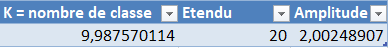 K = nombre de classe Etendu Amplitude
9,987570114 20 2,00248907